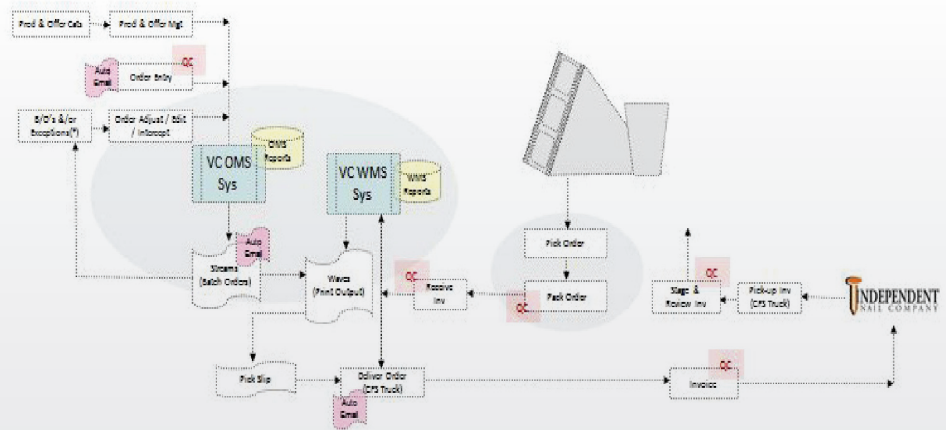 Prod & Offer Cats
Prod & Offer Mgt
QC
Auto
Email
Order Entry
B/O's &/or
Exceptions(*)
Order Adjust / Edit
/ Intercept
OMS
Reports
VC OMS
Sys
VC WMS
Sys
WMS
Reports
Auto
Email
Streams
(Batch Orders)
Waves
(Print Output)
QC
Receive
Inv
Pick Order
Pack Order
QC
QC
Stage &
Review Inv
Pick-up Inv
(CFS Truck)
INDEPENDENT
NAIL COMPANY
Pick Slip
Deliver Order
(CFS Truck)
Auto
Email
QC
Invoice